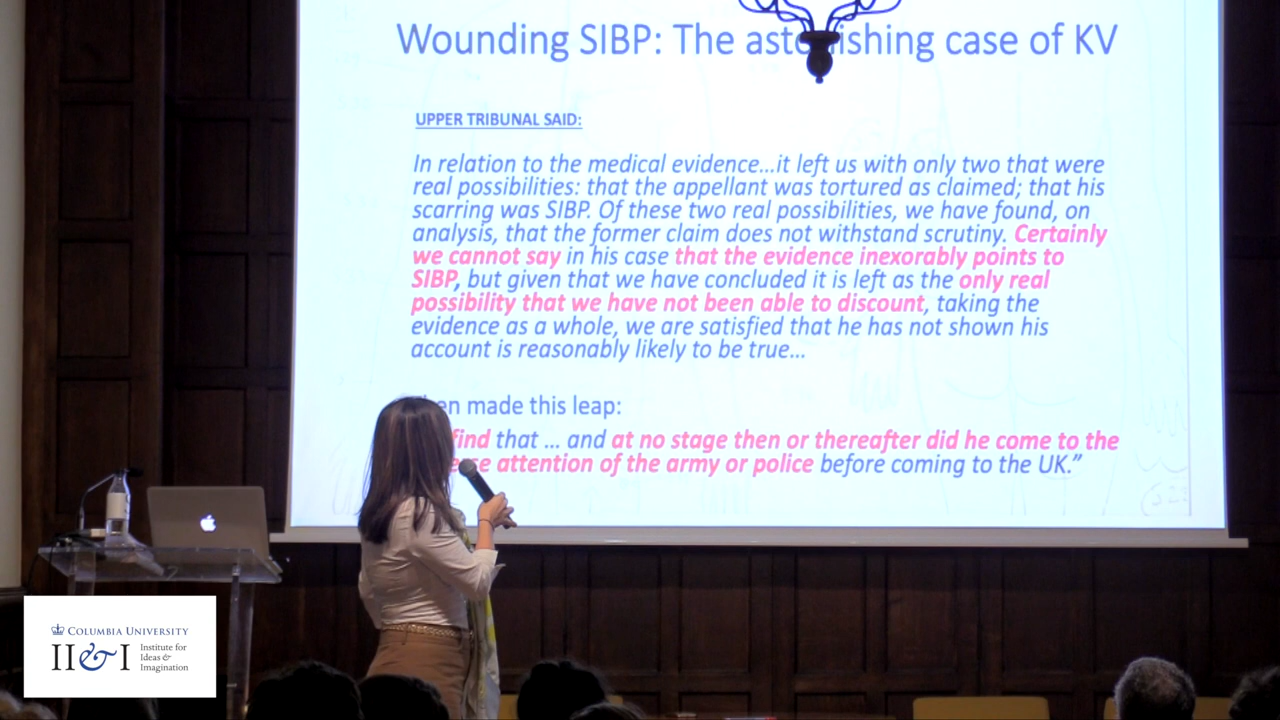 Wounding SIBP: The astonishing case of KV
UPPER TRIBUNAL SAID:
In relation to the medical evidence...it left us with only two that were
real possibilities: that the appellant was tortured as claimed; that his
scarring was SIBP. Of these two real possibilities, we have found, on
analysis, that the former claim does not withstand scrutiny. Certainly
we cannot say in his case that the evidence inexorably points to
SIBP, but given that we have concluded it is left as the only real
possibility that we have not been able to discount, taking the
evidence as a whole, we are satisfied that he has not shown his
account is reasonably likely to be true...
made this leap:
find that ... and at no stage then or thereafter did he come to the
attention of the army or police before coming to the UK.”
COLUMBIA UNIVERSITY
II&I Institute for
Ideas &
Imagination